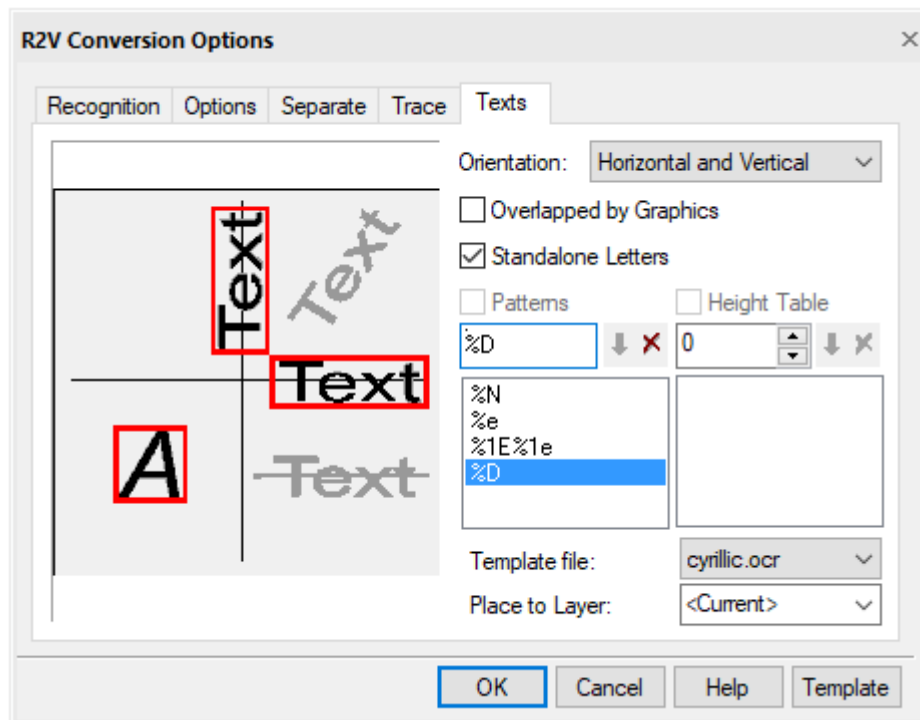 R2V Conversion Options
Recognition Options Separate Trace Texts
Orientation: Horizontal and Vertical
Overlapped by Graphics
Standalone Letters
Patterns Height Table
%D 0
%N
%e
%1E%1e
%D
Template file: cyrillic.ocr
Place to Layer: <Current>
Text
Text
Text
A
Text
OK Cancel Help Template